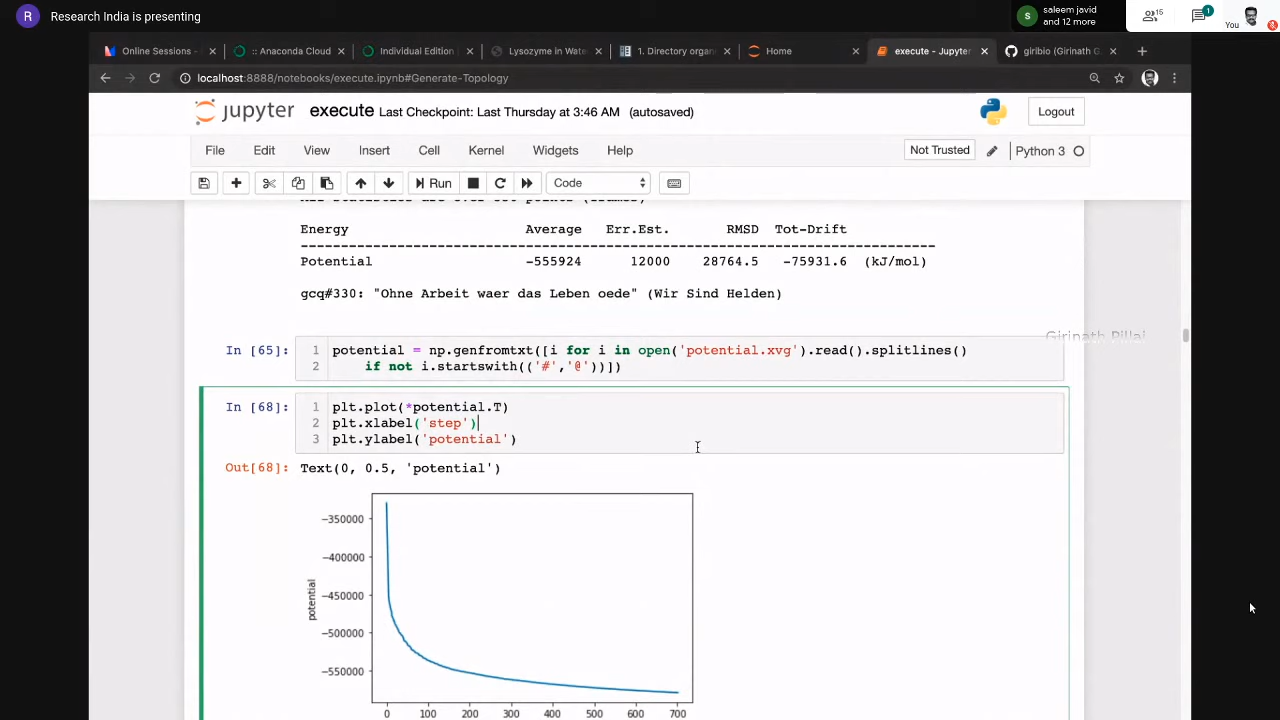 R Research India is presenting
S saleem javid and 12 more
15
1
You
Online Sessions -
:: Anaconda Cloud
Individual Edition
Lysozyme in Wate
1. Directory organ
Home
execute - Jupyter
giribio (Girinath G
localhost:8888/notebooks/execute.ipynb#Generate-Topology
jupyter execute Last Checkpoint: Last Thursday at 3:46 AM (autosaved)
Logout
File Edit View Insert Cell Kernel Widgets Help
Not Trusted
Python 3
Run
Code
Energy Average Err.Est. RMSD Tot-Drift
-------------------------------------------------------------------------------
Potential -555924 12000 28764.5 -75931.6 (kJ/mol)
gcq#330: "Ohne Arbeit waer das Leben oede" (Wir Sind Helden)
Girinath Pillai
In [65]: 1 potential = np.genfromtxt([i for i in open('potential.xvg').read().splitlines()
2 if not i.startswith(('#','@'))])
In [68]: 1 plt.plot(*potential.T)
2 plt.xlabel('step')
3 plt.ylabel('potential')
Out[68]: Text(0, 0.5, 'potential')
−350000
−400000
−450000
−500000
−550000
potential
0 100 200 300 400 500 600 700